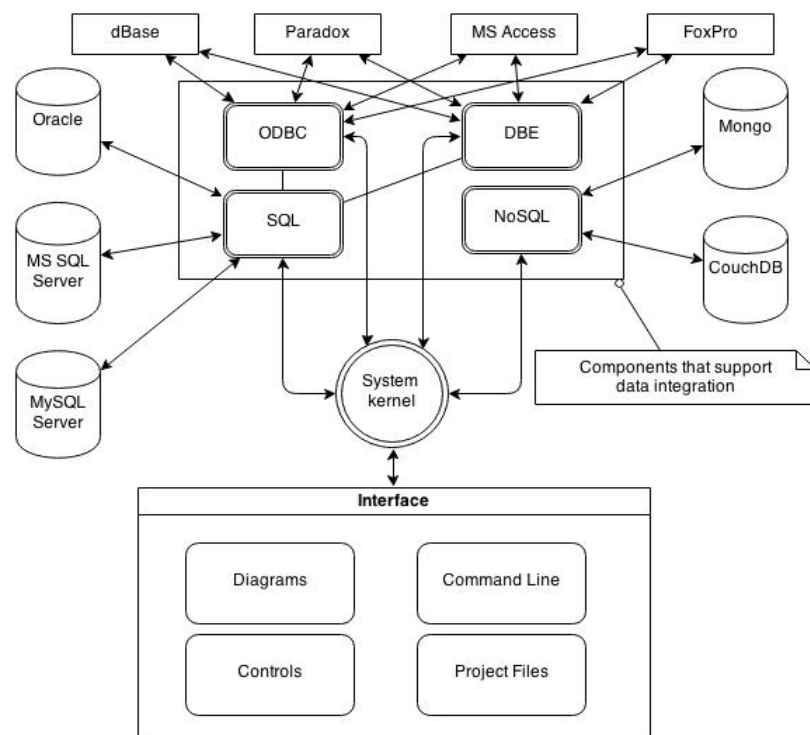 dBase
Paradox
MS Access
FoxPro
Oracle
ODBC
DBE
Mongo
SQL
NoSQL
MS SQL
Server
CouchDB
System
kernel
Components that support
data integration
MySQL
Server
Interface
Diagrams
Command Line
Controls
Project Files